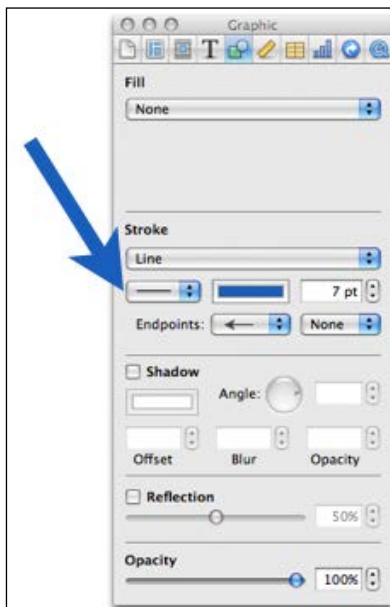 Graphic
T
Fill
None
Stroke
Line
7 pt
Endpoints: None
Shadow
Angle:
Offset Blur Opacity
Reflection
50%
Opacity
100%